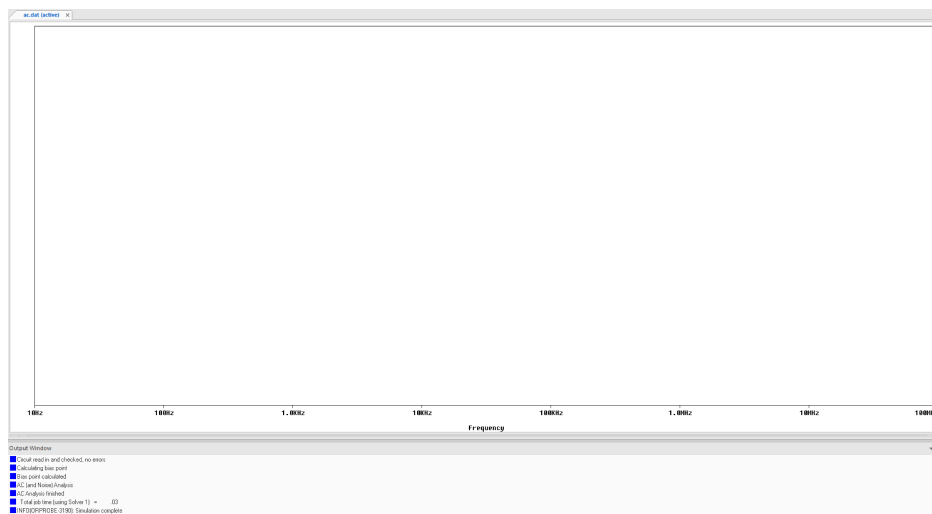 ac.dat (active) ×
10Hz 100Hz 1.0KHz 10KHz 100KHz 1.0MHz 10MHz 100M
Frequency
Output Window
Circuit read in and checked, no errors
Calculating bias point
Bias point calculated
AC (and Noise) Analysis
AC Analysis finished
Total job time (using Solver 1) = .03
INFO(ORPROBE-3190): Simulation complete